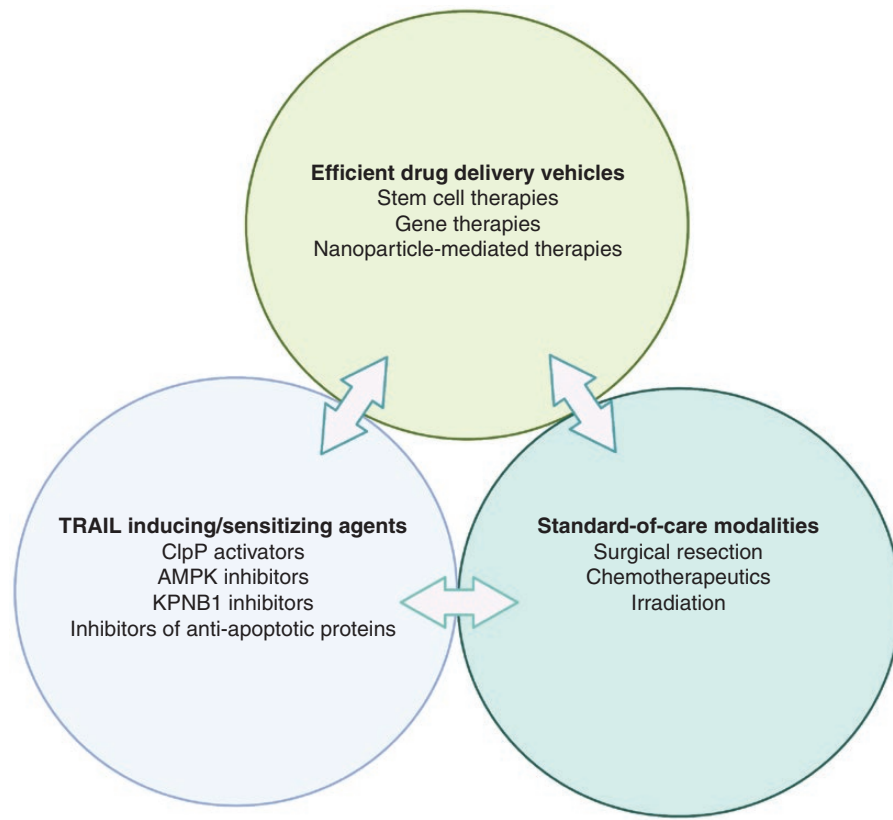 Efficient drug delivery vehicles
Stem cell therapies
Gene therapies
Nanoparticle-mediated therapies
TRAIL inducing/sensitizing agents
ClpP activators
AMPK inhibitors
KPNB1 inhibitors
Inhibitors of anti-apoptotic proteins
Standard-of-care modalities
Surgical resection
Chemotherapeutics
Irradiation